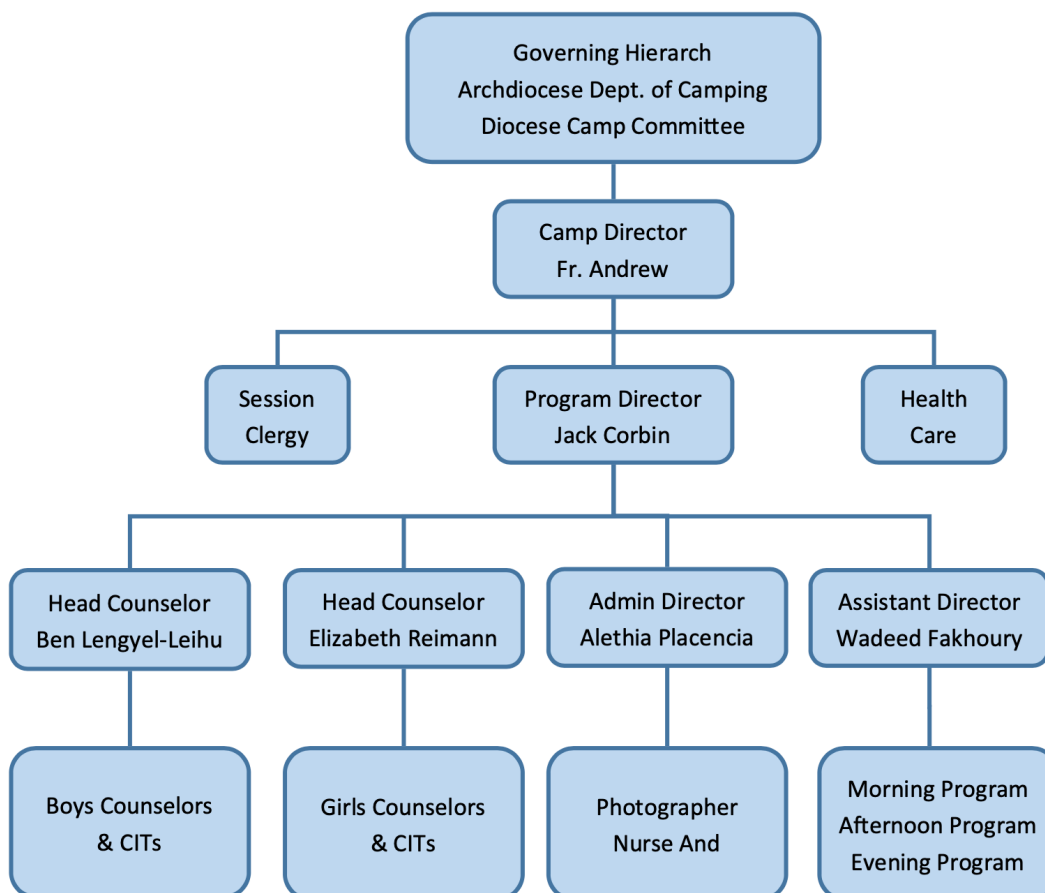 Governing Hierarch
Archdiocese Dept. of Camping
Diocese Camp Committee
Camp Director
Fr. Andrew
Session
Clergy
Program Director
Jack Corbin
Health
Care
Head Counselor
Ben Lengyel-Leihu
Head Counselor
Elizabeth Reimann
Admin Director
Alethia Placencia
Assistant Director
Wadeed Fakhoury
Boys Counselors
& CITs
Girls Counselors
& CITs
Photographer
Nurse And
Morning Program
Afternoon Program
Evening Program